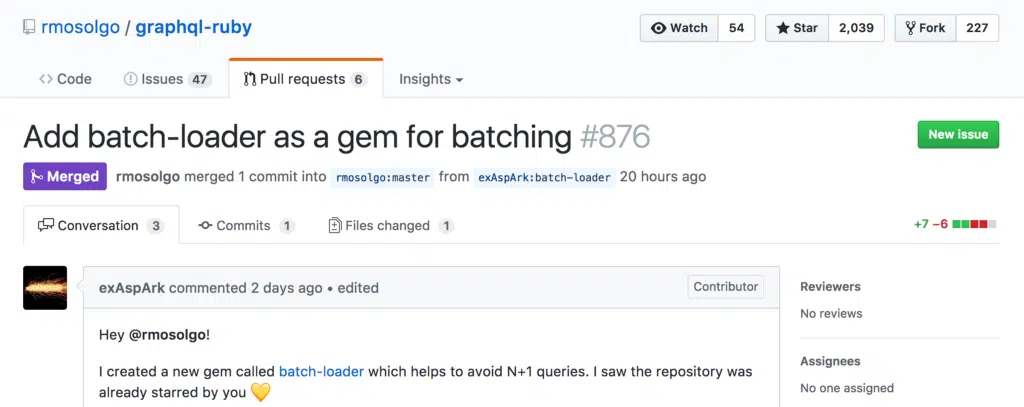 rmosolgo / graphql-ruby
Watch 54 Star 2,039 Fork 227
Code Issues 47 Pull requests 6 Insights
Add batch-loader as a gem for batching #876
New issue
Merged rmosolgo merged 1 commit into rmosolgo:master from exAspArk:batch-loader 20 hours ago
Conversation 3 Commits 1 Files changed 1 +7 −6
exAspArk commented 2 days ago • edited Contributor
Hey @rmosolgo!
I created a new gem called batch-loader which helps to avoid N+1 queries. I saw the repository was
already starred by you 💛
Reviewers
No reviews
Assignees
No one assigned